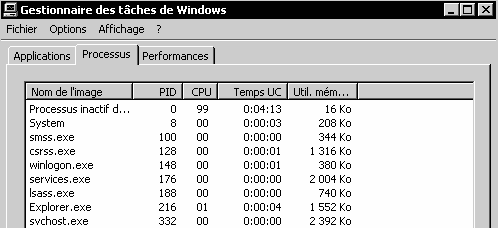 Gestionnaire des tâches de Windows
Fichier Options Affichage ?
Applications Processus Performances
Nom de l'image PID CPU Temps UC Util. mém...
Processus inactif d... 0 99 0:04:13 16 Ko
System 8 00 0:00:03 208 Ko
smss.exe 100 00 0:00:00 344 Ko
csrss.exe 128 00 0:00:01 1 316 Ko
winlogon.exe 148 00 0:00:01 380 Ko
services.exe 176 00 0:00:00 2 004 Ko
lsass.exe 188 00 0:00:00 740 Ko
Explorer.exe 216 01 0:00:04 1 552 Ko
svchost.exe 332 00 0:00:00 2 392 Ko